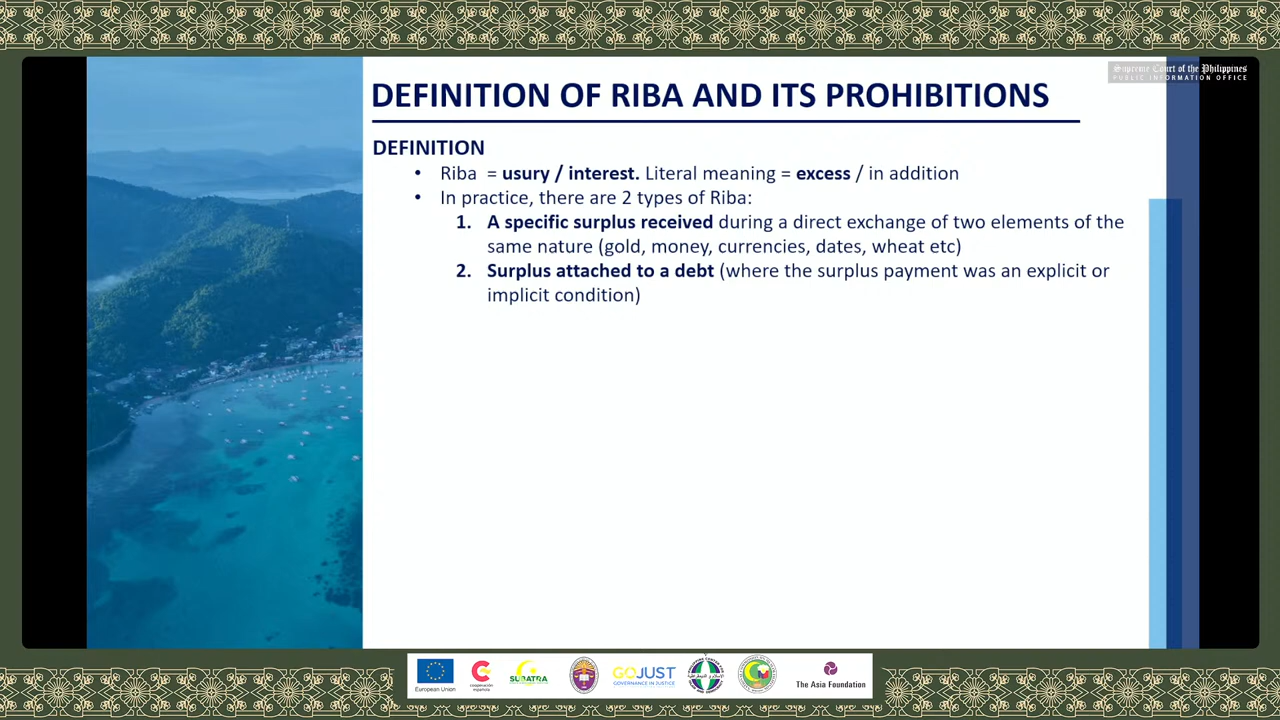 Supreme Court of the Philippines
PUBLIC INFORMATION OFFICE
DEFINITION OF RIBA AND ITS PROHIBITIONS
DEFINITION
• Riba = usury / interest. Literal meaning = excess / in addition
• In practice, there are 2 types of Riba:
1. A specific surplus received during a direct exchange of two elements of the
same nature (gold, money, currencies, dates, wheat etc)
2. Surplus attached to a debt (where the surplus payment was an explicit or
implicit condition)
European Union
cooperación
española
GOJUST
GOVERNANCE IN JUSTICE
The Asia Foundation